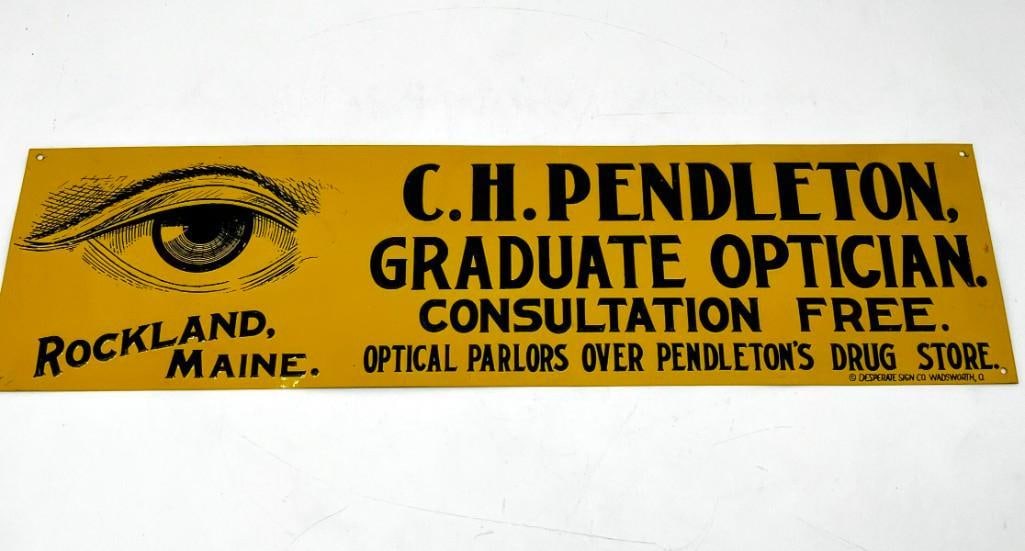 C.H. PENDLETON,
GRADUATE OPTICIAN.
CONSULTATION FREE.
OPTICAL PARLORS OVER PENDLETON'S DRUG STORE.
ROCKLAND,
MAINE.
© DESPERATE SIGN CO. WADSWORTH, O.